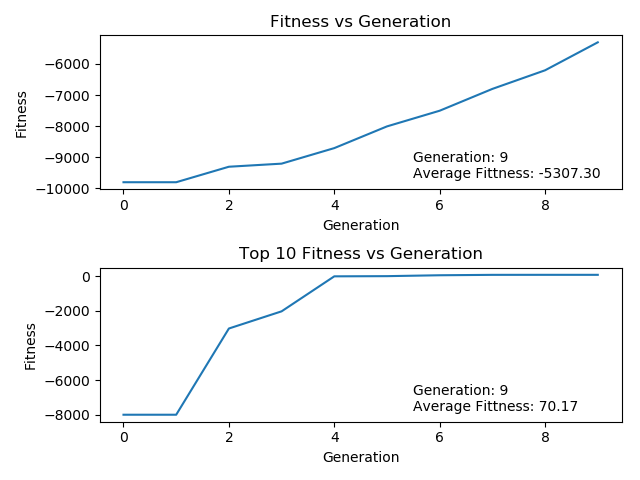 Fitness vs Generation
Fitness
−6000
−7000
−8000
−9000
−10000
Generation: 9
Average Fittness: -5307.30
0 2 4 6 8
Generation
Top 10 Fitness vs Generation
Fitness
0
−2000
−4000
−6000
−8000
Generation: 9
Average Fittness: 70.17
0 2 4 6 8
Generation